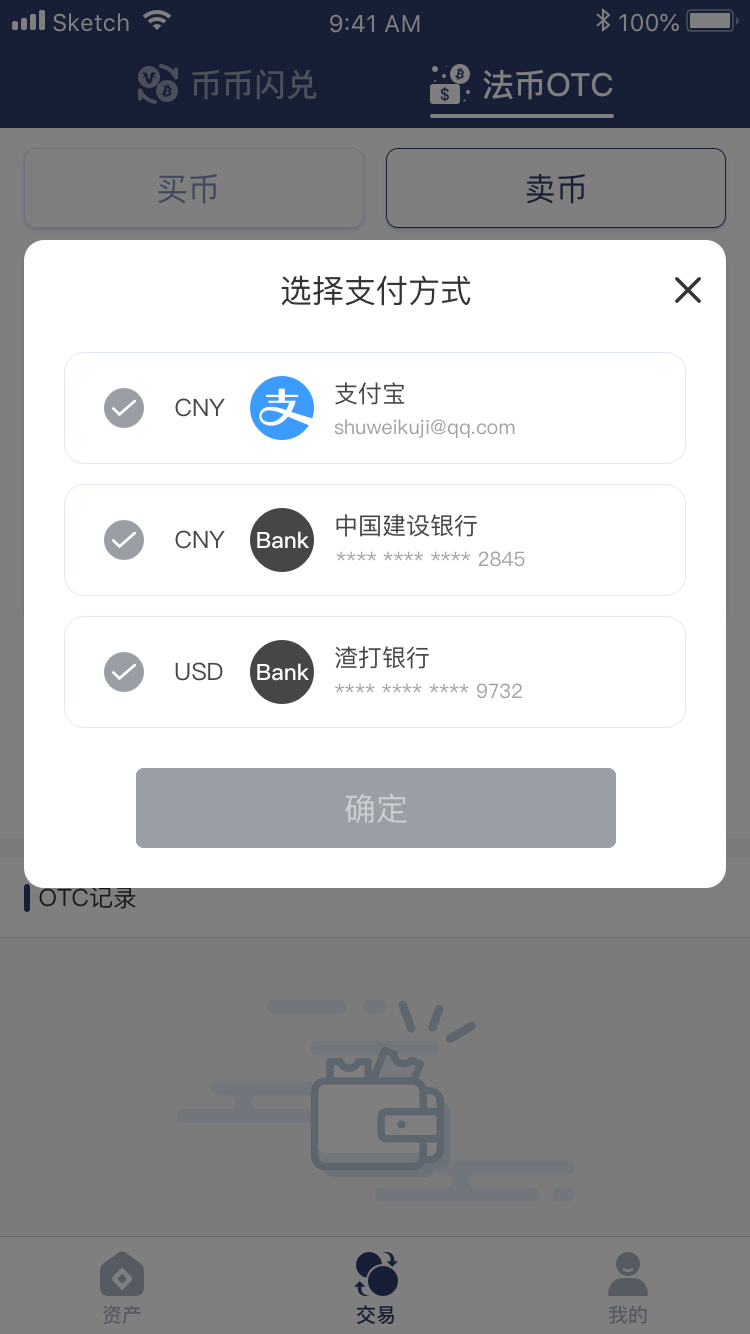 Sketch 9:41 AM 100%
币币闪兑 法币OTC
买币 卖币
选择支付方式
CNY 支付宝
shuweikuji@qq.com
CNY Bank 中国建设银行
**** **** **** 2845
USD Bank 渣打银行
**** **** **** 9732
确定
OTC记录
资产 交易 我的